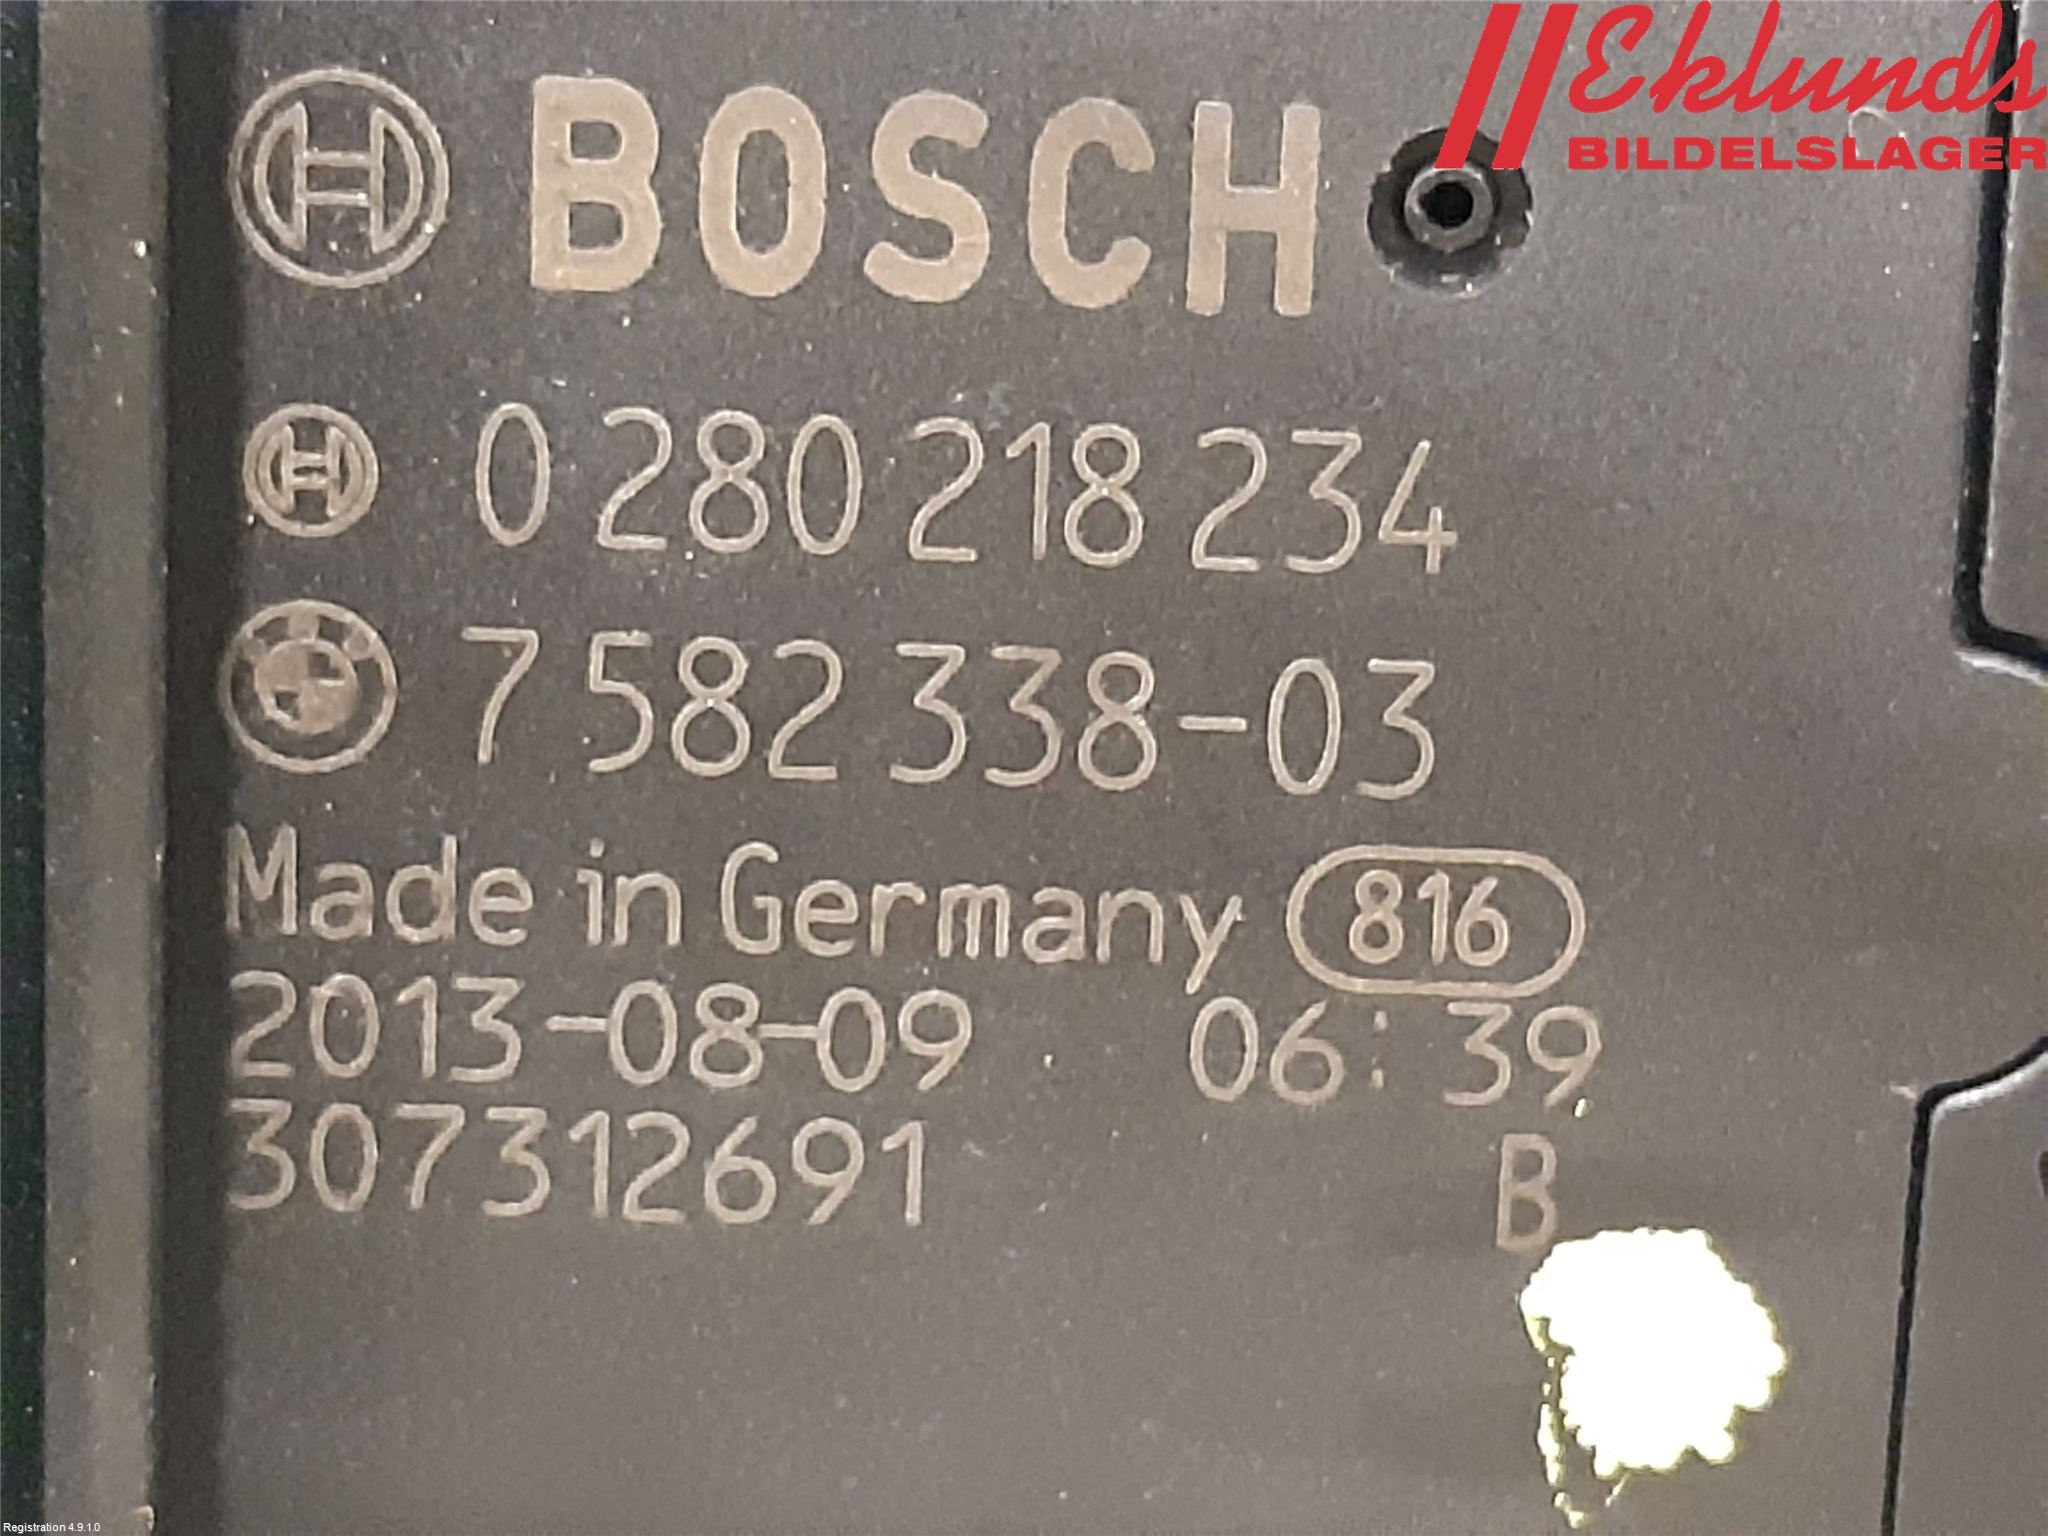 Eklunds
BILDELSLAGER
BOSCH
0 280 218 234
7 582 338-03
Made in Germany 816
2013-08-09 06:39
307312691
B
Registration 4.9.1.0